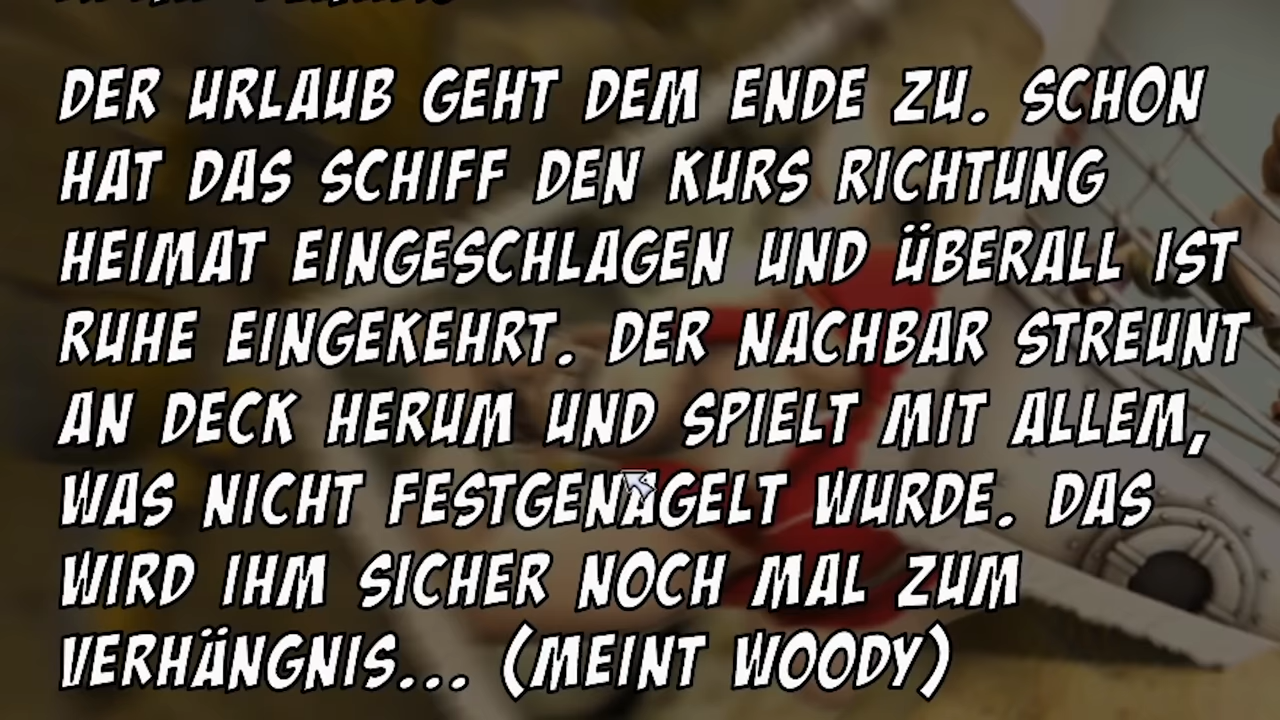 DER URLAUB GEHT DEM ENDE ZU. SCHON
HAT DAS SCHIFF DEN KURS RICHTUNG
HEIMAT EINGESCHLAGEN UND ÜBERALL IST
RUHE EINGEKEHRT. DER NACHBAR STREUNT
AN DECK HERUM UND SPIELT MIT ALLEM,
WAS NICHT FESTGENAGELT WURDE. DAS
WIRD IHM SICHER NOCH MAL ZUM
VERHÄNGNIS... (MEINT WOODY)